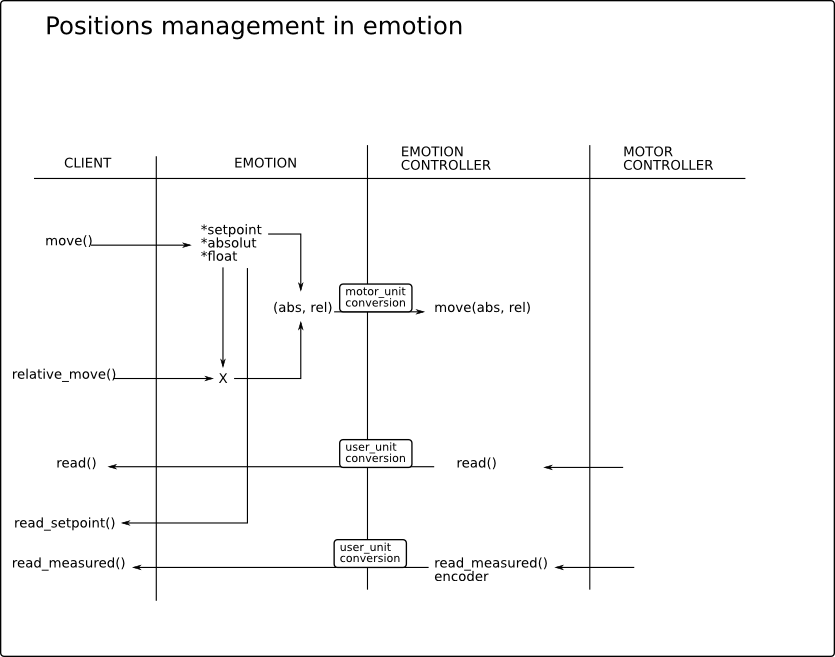 Positions management in emotion
CLIENT
EMOTION
EMOTION
CONTROLLER
MOTOR
CONTROLLER
move()
*setpoint
*absolut
*float
(abs, rel)
motor_unit
conversion
move(abs, rel)
relative_move()
X
read()
user_unit
conversion
read()
read_setpoint()
read_measured()
user_unit
conversion
read_measured()
encoder